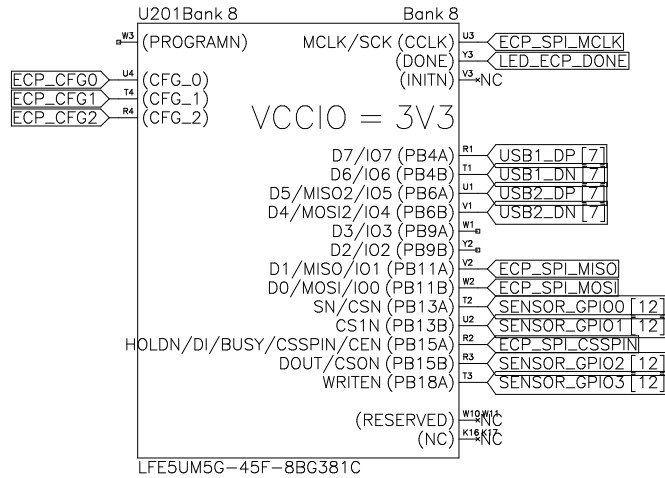 U201Bank 8 Bank 8
W3 (PROGRAMN) MCLK/SCK (CCLK) U3 ECP_SPI_MCLK
(DONE) Y3 LED_ECP_DONE
ECP_CFG0 U4 (CFG_0) (INITN) V3 NC
ECP_CFG1 T4 (CFG_1)
ECP_CFG2 R4 (CFG_2)
VCCIO = 3V3
D7/IO7 (PB4A) R1 USB1_DP [7]
D6/IO6 (PB4B) T1 USB1_DN [7]
D5/MISO2/IO5 (PB6A) U1 USB2_DP [7]
D4/MOSI2/IO4 (PB6B) V1 USB2_DN [7]
D3/IO3 (PB9A) W1
D2/IO2 (PB9B) Y2
D1/MISO/IO1 (PB11A) V2 ECP_SPI_MISO
D0/MOSI/IO0 (PB11B) W2 ECP_SPI_MOSI
SN/CSN (PB13A) T2 SENSOR_GPIO0 [12]
CS1N (PB13B) U2 SENSOR_GPIO1 [12]
HOLDN/DI/BUSY/CSSPIN/CEN (PB15A) R2 ECP_SPI_CSSPIN
DOUT/CSON (PB15B) R3 SENSOR_GPIO2 [12]
WRITEN (PB18A) T3 SENSOR_GPIO3 [12]
(RESERVED) W10 W11 NC
(NC) K16 K17 NC
LFE5UM5G-45F-8BG381C